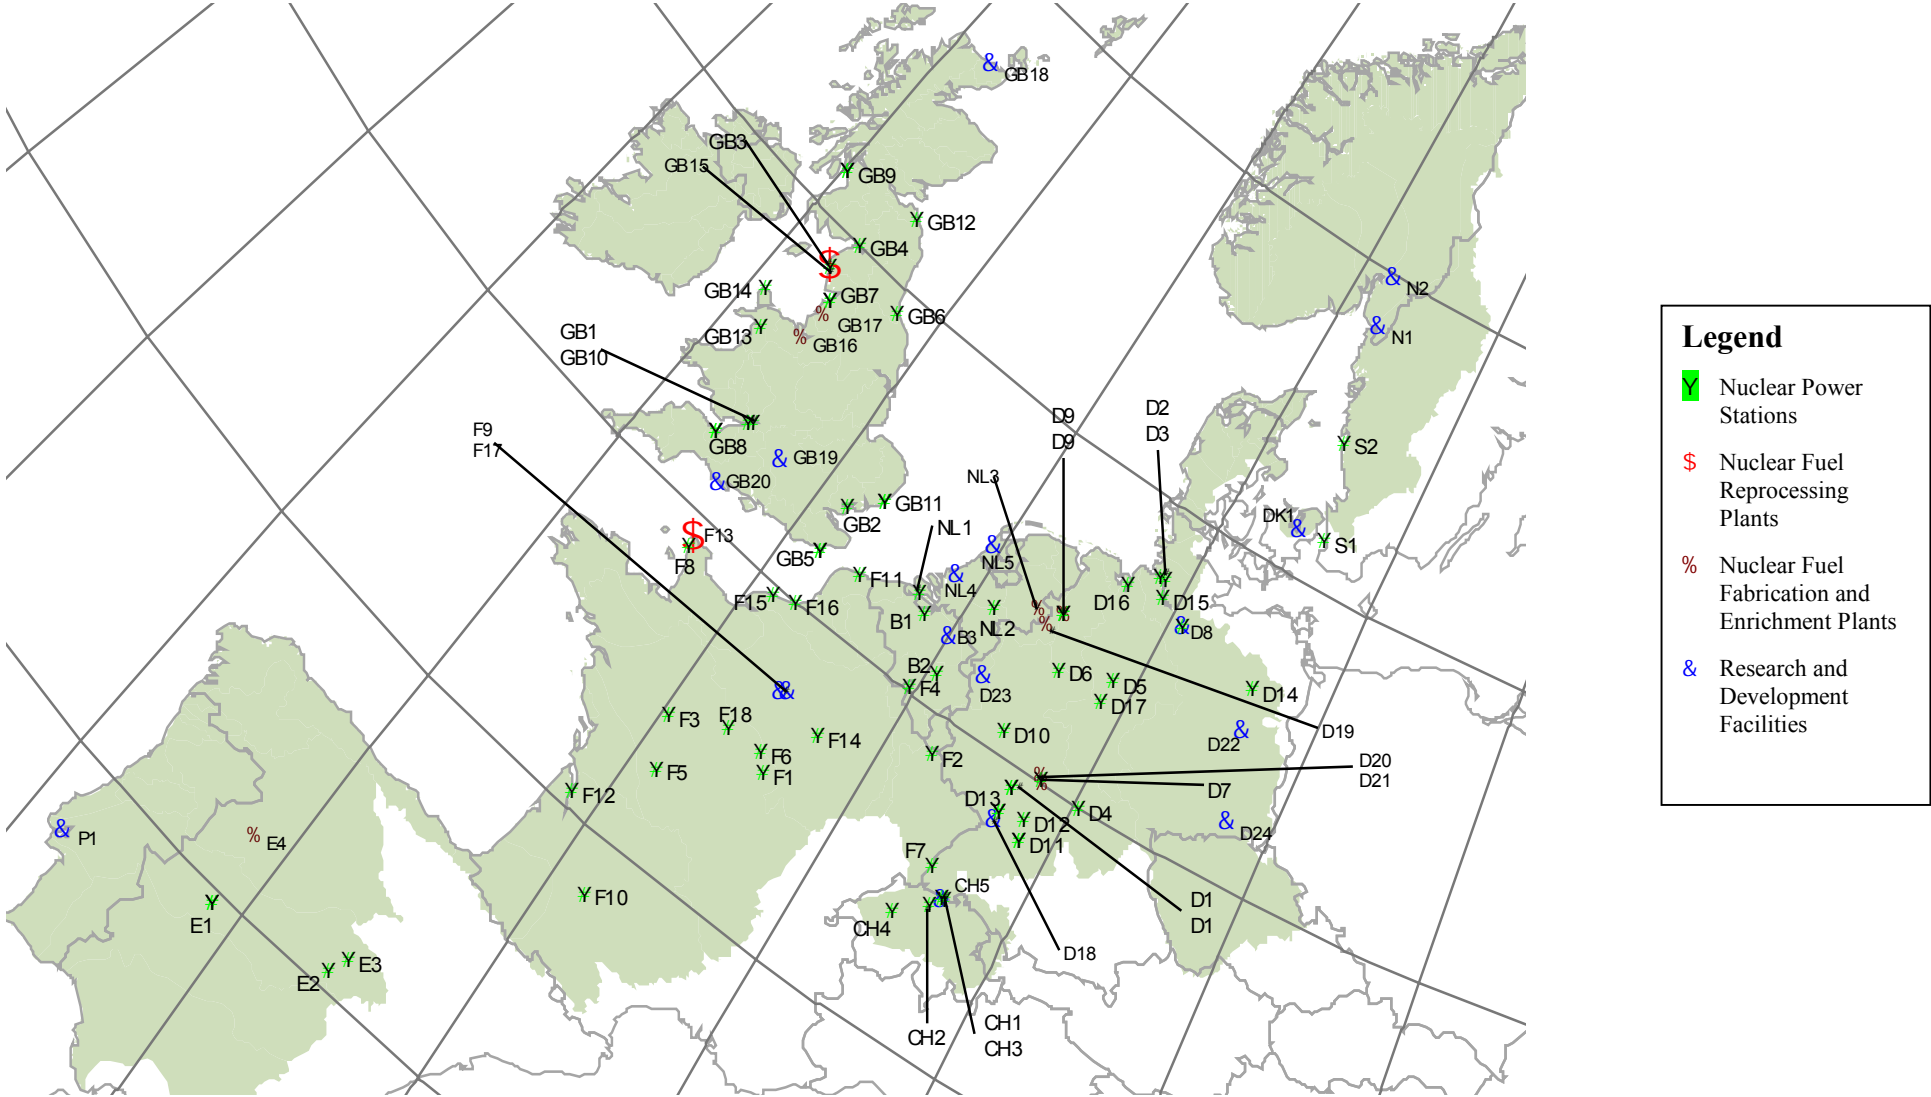 GB18
GB3
GB15
GB9
GB12
GB4
GB14
GB7
GB6
GB17
GB13
GB16
GB1
GB10
N2
N1
F9
F17
GB8
GB19
GB20
D9
D9
D2
D3
S2
NL3
GB11
GB2
NL1
DK1
S1
F13
F8
GB5
NL5
NL4
F11
F15
F16
B1
NL2
B3
D16
D15
D8
B2
F4
D23
D6
D5
D17
D14
D19
F3
F18
F14
F6
F1
F5
F2
D10
D22
D20
D21
D7
F12
D13
D4
D12
D11
D24
P1
E4
F7
CH5
F10
CH4
D1
D1
E1
D18
E3
E2
CH2
CH1
CH3
Legend
Y Nuclear Power
Stations
$ Nuclear Fuel
Reprocessing
Plants
% Nuclear Fuel
Fabrication and
Enrichment Plants
& Research and
Development
Facilities